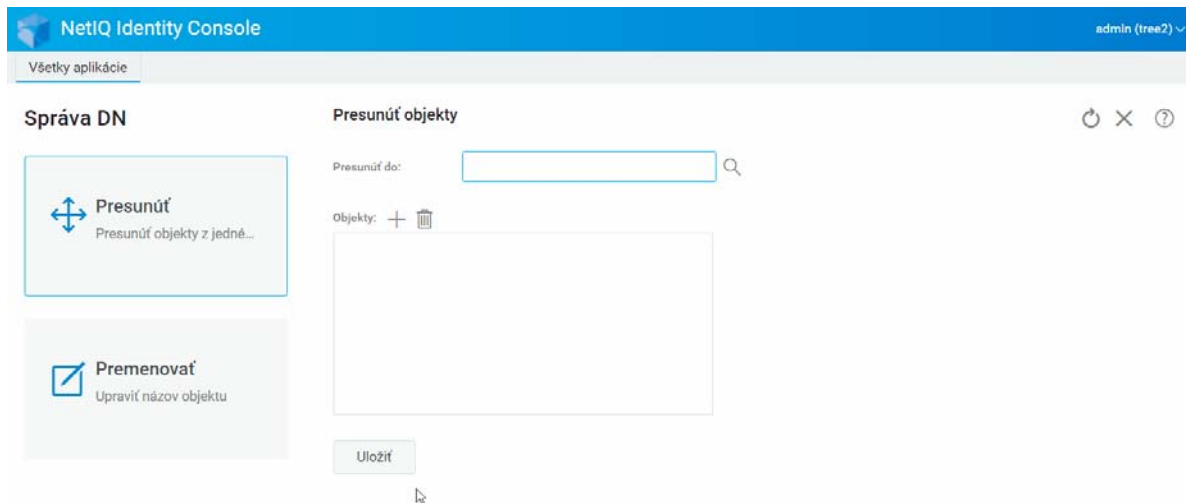 NetIQ Identity Console
admin (tree2)
Všetky aplikácie
Správa DN
Presunúť
Presunúť objekty z jedné...
Premenovať
Upraviť názov objektu
Presunúť objekty
Presunúť do:
Objekty:
Uložiť